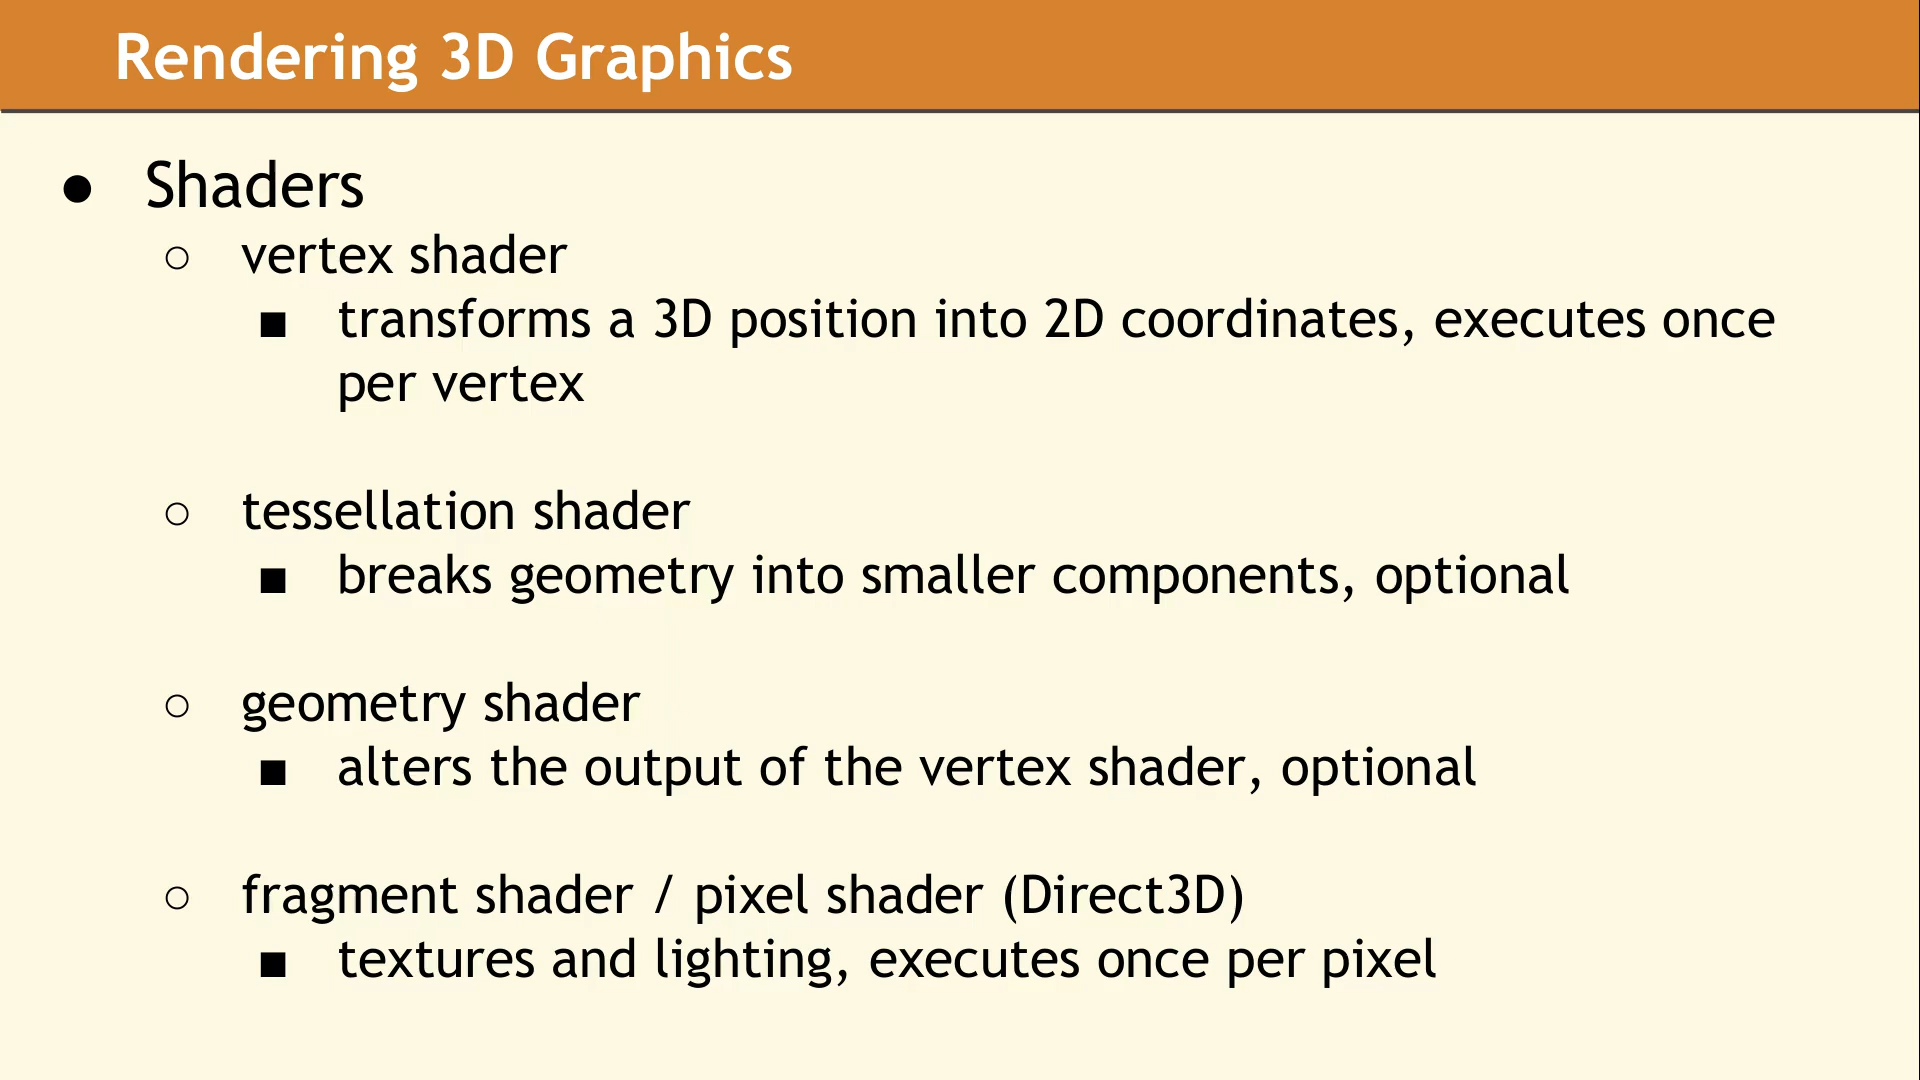 Rendering 3D Graphics
● Shaders
○ vertex shader
■ transforms a 3D position into 2D coordinates, executes once
per vertex
○ tessellation shader
■ breaks geometry into smaller components, optional
○ geometry shader
■ alters the output of the vertex shader, optional
○ fragment shader / pixel shader (Direct3D)
■ textures and lighting, executes once per pixel